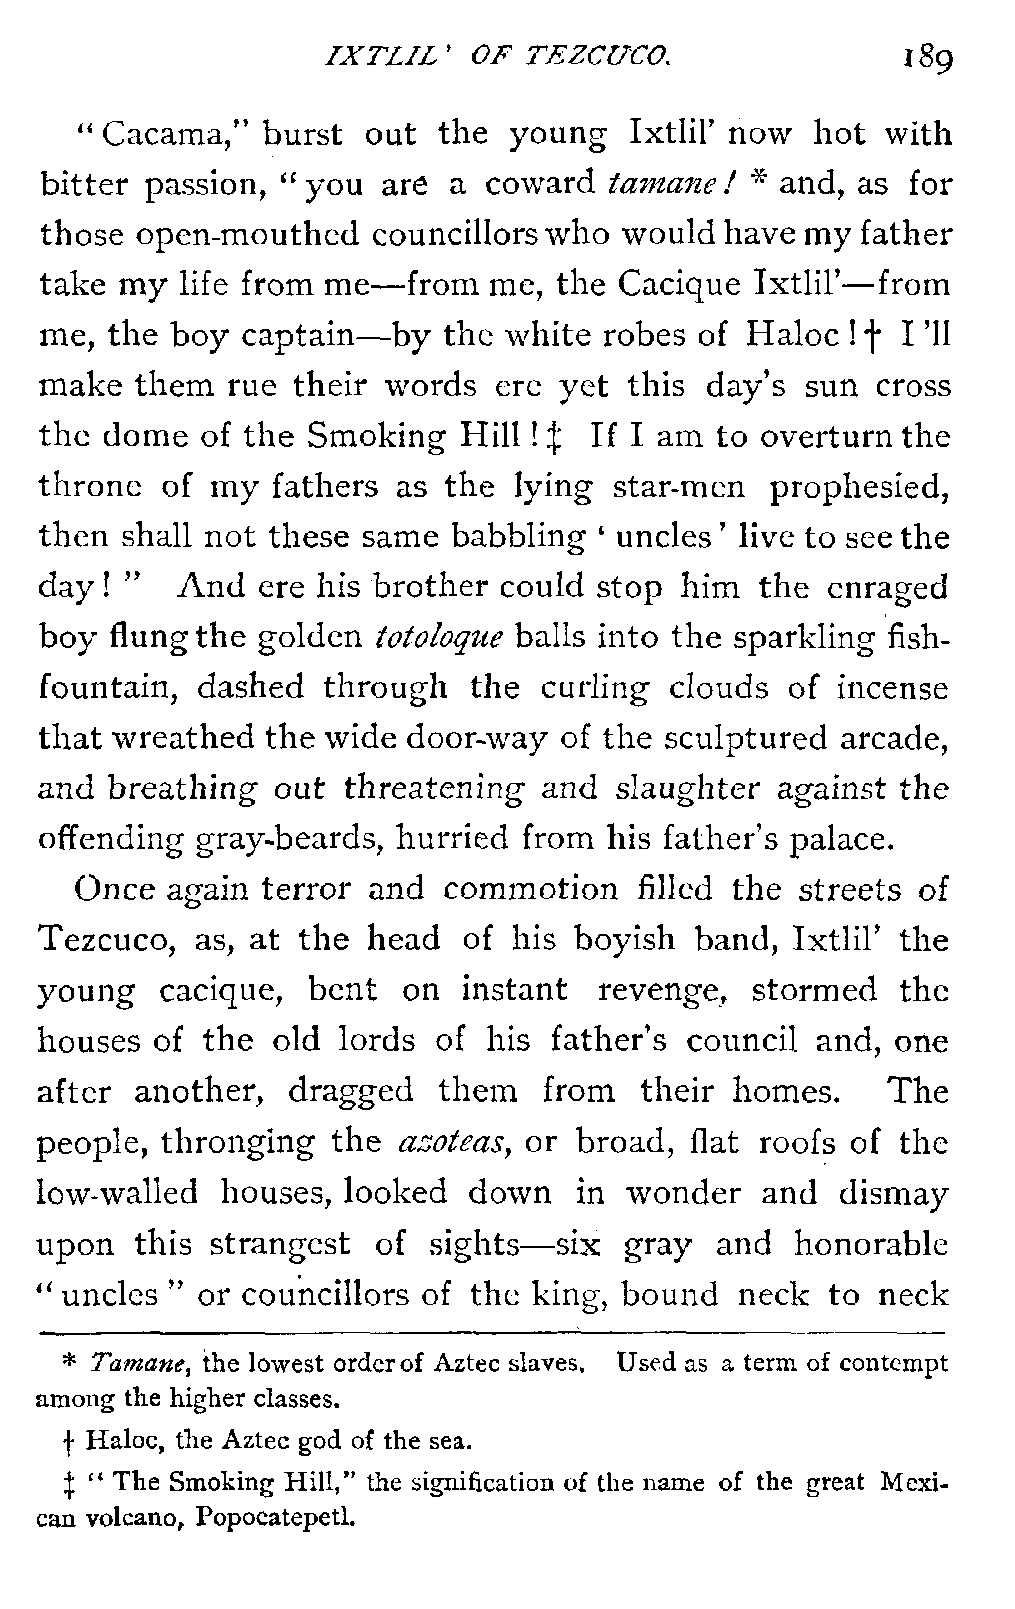 IXTLIL' OF TEZCUCO. 189
"Cacama," burst out the young Ixtlil' now hot with
bitter passion, "you are a coward tamane! * and, as for
those open-mouthed councillors who would have my father
take my life from me—from me, the Cacique Ixtlil'—from
me, the boy captain—by the white robes of Haloc!† I'll
make them rue their words ere yet this day's sun cross
the dome of the Smoking Hill!‡ If I am to overturn the
throne of my fathers as the lying star-men prophesied,
then shall not these same babbling 'uncles' live to see the
day!" And ere his brother could stop him the enraged
boy flung the golden totoloque balls into the sparkling fish-
fountain, dashed through the curling clouds of incense
that wreathed the wide door-way of the sculptured arcade,
and breathing out threatening and slaughter against the
offending gray-beards, hurried from his father's palace.
Once again terror and commotion filled the streets of
Tezcuco, as, at the head of his boyish band, Ixtlil' the
young cacique, bent on instant revenge, stormed the
houses of the old lords of his father's council and, one
after another, dragged them from their homes. The
people, thronging the azoteas, or broad, flat roofs of the
low-walled houses, looked down in wonder and dismay
upon this strangest of sights—six gray and honorable
"uncles" or councillors of the king, bound neck to neck
* Tamane, the lowest order of Aztec slaves. Used as a term of contempt
among the higher classes.
† Haloc, the Aztec god of the sea.
‡ "The Smoking Hill," the signification of the name of the great Mexi-
can volcano, Popocatepetl.